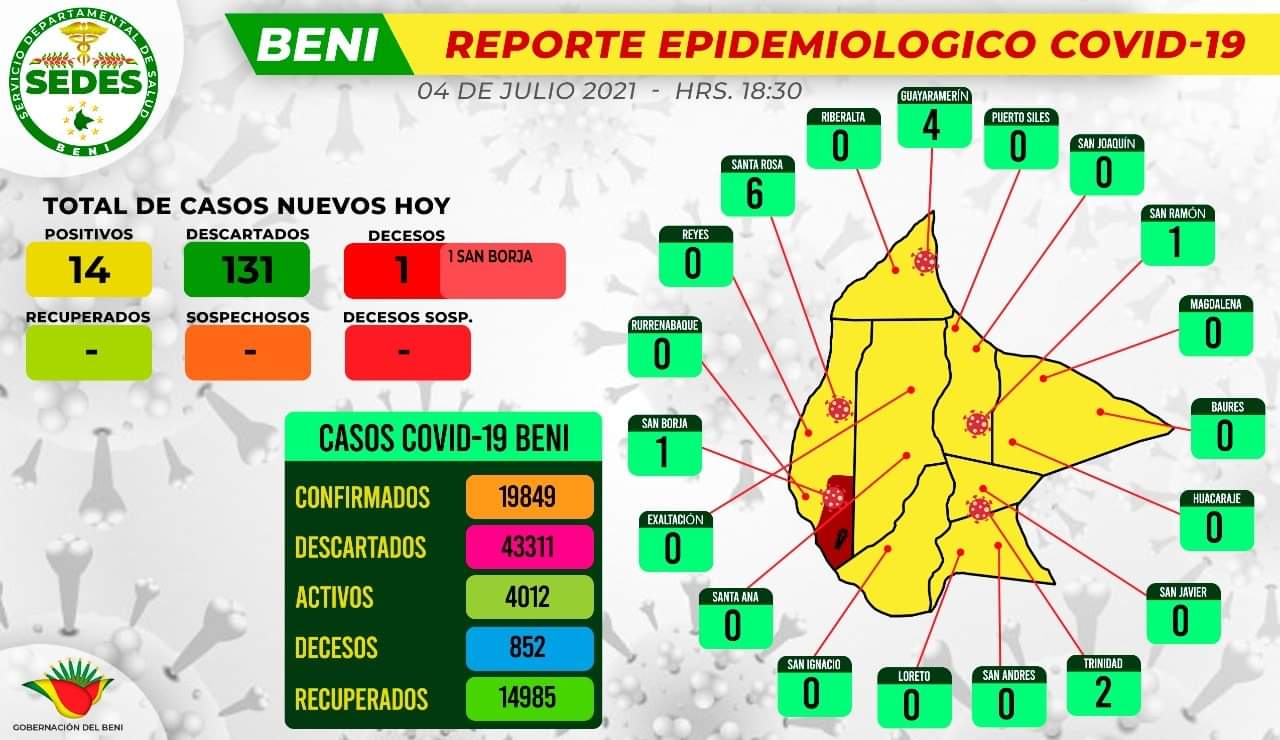 SERVICIO DEPARTAMENTAL DE SALUD
SEDES
BENI
BENI
REPORTE EPIDEMIOLOGICO COVID-19
04 DE JULIO 2021 - HRS. 18:30
TOTAL DE CASOS NUEVOS HOY
POSITIVOS
14
DESCARTADOS
131
DECESOS
1
1 SAN BORJA
RECUPERADOS
-
SOSPECHOSOS
-
DECESOS SOSP.
-
CASOS COVID-19 BENI
CONFIRMADOS 19849
DESCARTADOS 43311
ACTIVOS 4012
DECESOS 852
RECUPERADOS 14985
GUAYARAMERÍN
4
RIBERALTA
0
PUERTO SILES
0
SAN JOAQUÍN
0
SANTA ROSA
6
SAN RAMÓN
1
REYES
0
MAGDALENA
0
RURRENABAQUE
0
BAURES
0
SAN BORJA
1
HUACARAJE
0
EXALTACIÓN
0
SAN JAVIER
0
SANTA ANA
0
SAN IGNACIO
0
LORETO
0
SAN ANDRES
0
TRINIDAD
2
GOBERNACIÓN DEL BENI